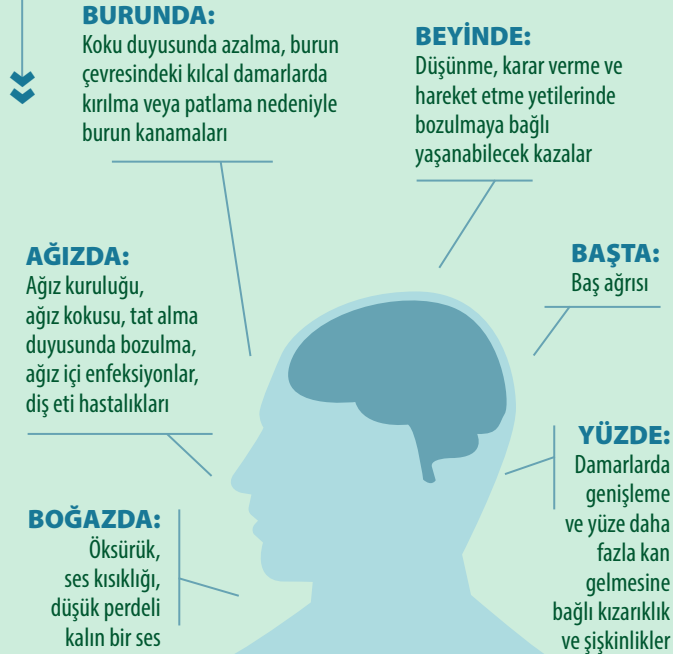 BURUNDA:
Koku duyusunda azalma, burun
çevresindeki kılcal damarlarda
kırılma veya patlama nedeniyle
burun kanamaları
BEYİNDE:
Düşünme, karar verme ve
hareket etme yetilerinde
bozulmaya bağlı
yaşanabilecek kazalar
AĞIZDA:
Ağız kuruluğu,
ağız kokusu, tat alma
duyusunda bozulma,
ağız içi enfeksiyonlar,
diş eti hastalıkları
BAŞTA:
Baş ağrısı
BOĞAZDA:
Öksürük,
ses kısıklığı,
düşük perdeli
kalın bir ses
YÜZDE:
Damarlarda
genişleme
ve yüze daha
fazla kan
gelmesine
bağlı kızarıklık
ve şişkinlikler